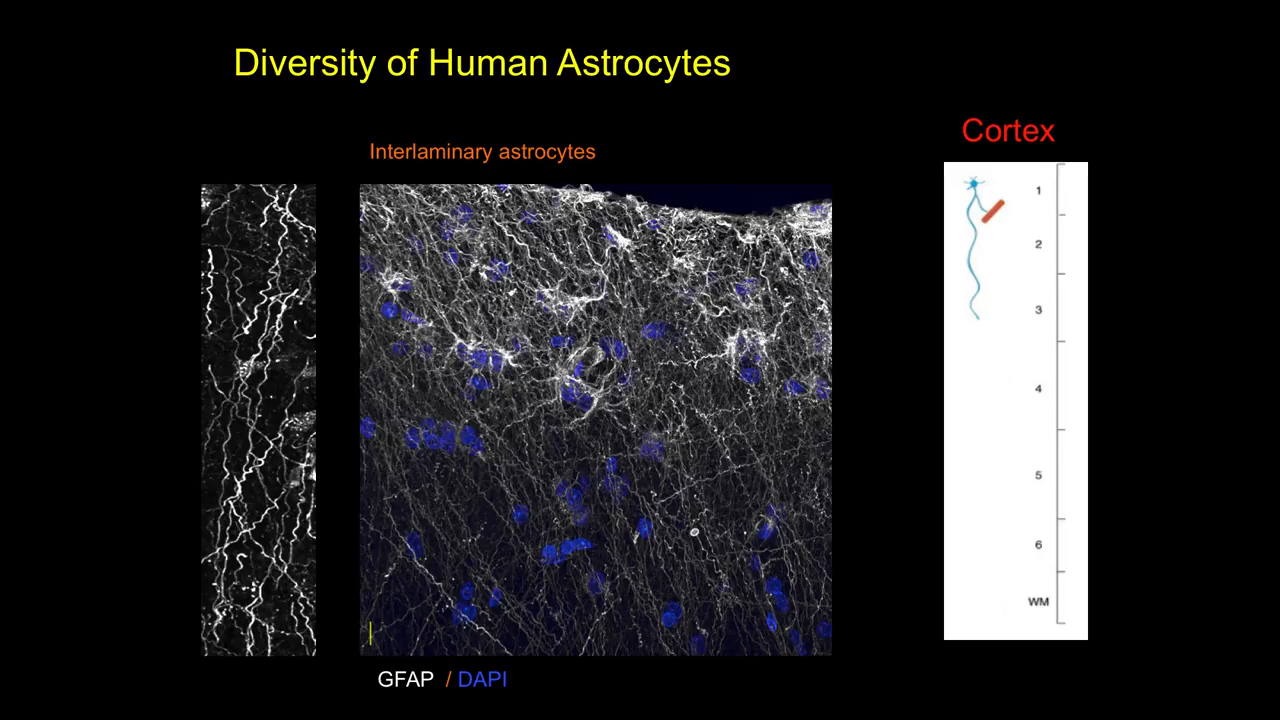 Diversity of Human Astrocytes
Cortex
Interlaminary astrocytes
1
2
3
4
5
6
WM
GFAP / DAPI